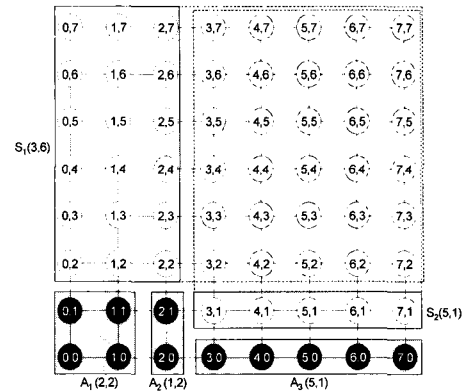 0,7 1,7 2,7 3,7 4,7 5,7 6,7 7,7
0,6 1,6 2,6 3,6 4,6 5,6 6,6 7,6
0,5 1,5 2,5 3,5 4,5 5,5 6,5 7,5
S1(3,6)
0,4 1,4 2,4 3,4 4,4 5,4 6,4 7,4
0,3 1,3 2,3 3,3 4,3 5,3 6,3 7,3
0,2 1,2 2,2 3,2 4,2 5,2 6,2 7,2
0,1 1,1 2,1 3,1 4,1 5,1 6,1 7,1 S2(5,1)
0,0 1,0 2,0 3,0 4,0 5,0 6,0 7,0
A1(2,2) A2(1,2) A3(5,1)